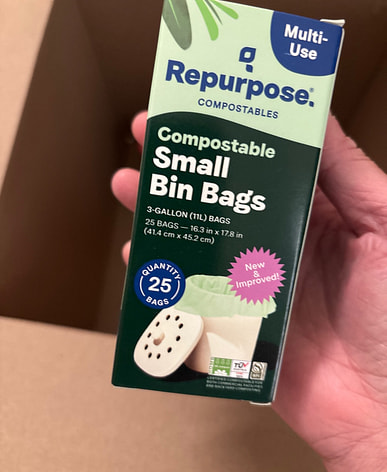 Multi-
Use
Repurpose.
COMPOSTABLES
Compostable
Small
Bin Bags
3-GALLON (11L) BAGS
25 BAGS — 16.3 in x 17.8 in
(41.4 cm x 45.2 cm)
New &
Improved!
QUANTITY
25
BAGS
TÜV